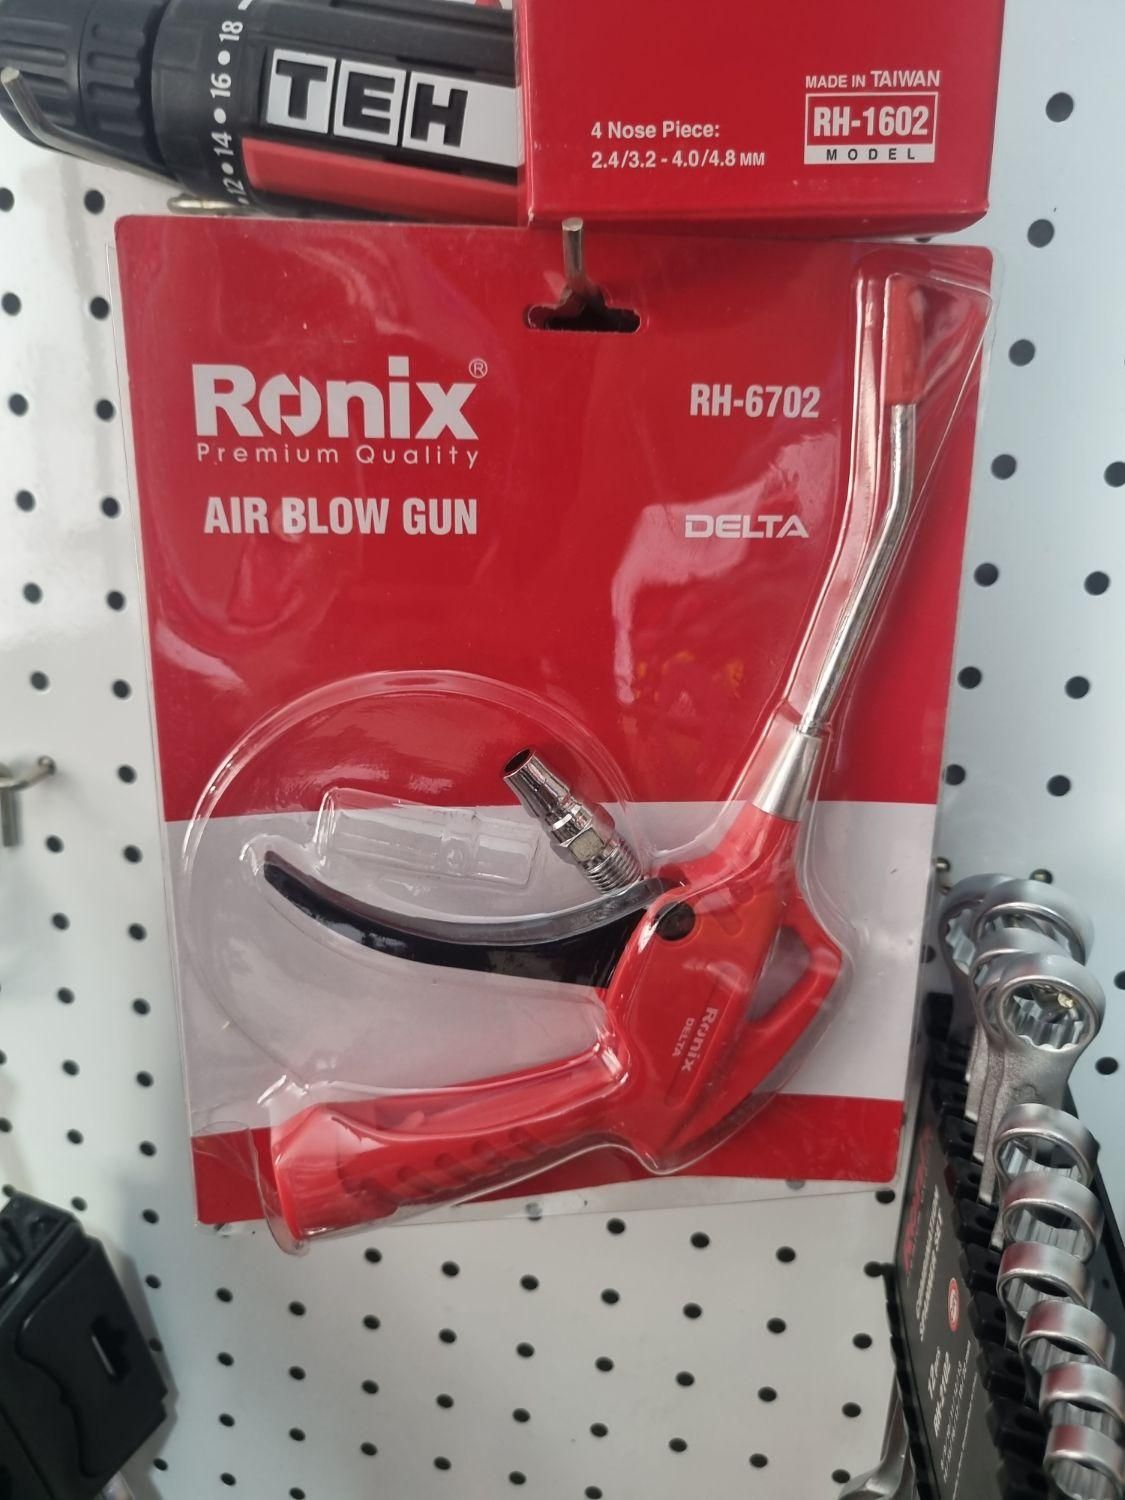 18
16
14
12
TEH
MADE IN TAIWAN
RH-1602
MODEL
4 Nose Piece:
2.4/3.2 - 4.0/4.8 MM
Ronix®
Premium Quality
AIR BLOW GUN
RH-6702
DELTA
Ronix
DELTA